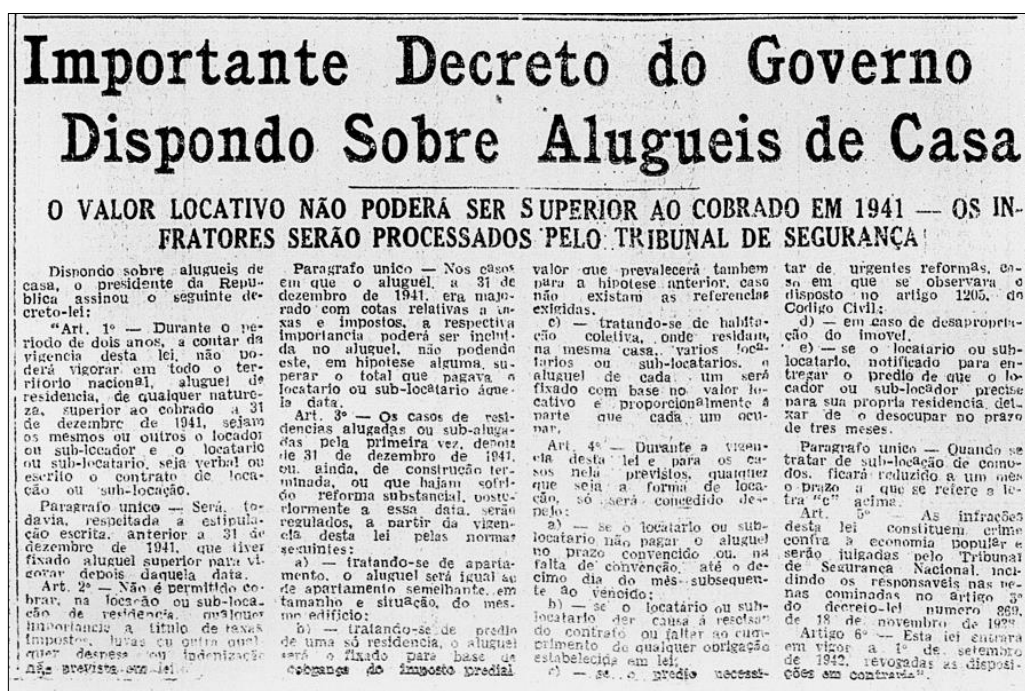 Importante Decreto do Governo
Dispondo Sobre Alugueis de Casa
O VALOR LOCATIVO NÃO PODERÁ SER SUPERIOR AO COBRADO EM 1941 — OS IN-
FRATORES SERÃO PROCESSADOS PELO TRIBUNAL DE SEGURANÇA
Dispondo sobre alugueis de
casa, o presidente da Repu-
blica assinou o seguinte de-
creto-lei:
"Art. 1º — Durante o pe-
riodo de dois anos, a contar da
vigencia desta lei, não po-
derá vigorar em todo o ter-
ritorio nacional, aluguel de
residencia, de qualquer nature-
za, superior ao cobrado a 31
de dezembro de 1941, sejam
os mesmos ou outros o locador
ou sub-locador e o locatario
ou sub-locatario, seja verbal ou
escrito o contrato de loca-
ção ou sub-locação.
Paragrafo unico — Será, to-
davia, respeitada a estipula-
ção escrita, anterior a 31 de
dezembro de 1941, que tiver
fixado aluguel superior para vi-
gorar depois daquela data.
Art. 2º — Não é permitido co-
brar, na locação ou sub-loca-
ção de residencia, qualquer
importancia a titulo de taxas
impostos, luvas ou outra qual-
quer despesa ou indenização
não prevista em lei.
Paragrafo unico — Nos casos
em que o aluguel, a 31 de
dezembro de 1941, era majo-
rado com cotas relativas a ta-
xas e impostos, a respectiva
importancia poderá ser inclui-
da no aluguel, não podendo
este, em hipotese alguma, su-
perar o total que pagava o
locatario ou sub-locatario áque-
la data.
Art. 3º — Os casos de resi-
dencias alugadas ou sub-aluga-
das pela primeira vez, depois
de 31 de dezembro de 1941,
ou, ainda, de construção ter-
minada, ou que hajam sofri-
do reforma substancial, poste-
riormente a essa data, serão
regulados, a partir da vigen-
cia desta lei pelas normas
seguintes:
a) — tratando-se de aparta-
mento, o aluguel será igual ao
de apartamento semelhante, em
tamanho e situação, do mes-
mo edificio;
b) — tratando-se de predio
de uma só residencia, o aluguel
será o fixado para base de
cobrança do imposto predial,
valor que prevalecerá tambem
para a hipotese anterior, caso
não existam as referencias
exigidas.
c) — tratando-se de habita-
ção coletiva, onde residam,
na mesma casa, varios loca-
tarios ou sub-locatarios, o
aluguel de cada um será
fixado com base no valor lo-
cativo e proporcionalmente á
parte que cada um ocu-
par.
Art. 4º — Durante a vigen-
cia desta lei e para os ca-
sos nela previstos, qualquer
que seja a forma de loca-
ção, só será concedido des-
pejo:
a) — se o locatario ou sub-
locatario não pagar o aluguel
no prazo convencido ou, na
falta de convenção, até o de-
cimo dia do mês subsequen-
te ao vencido;
b) — se o locatário ou sub-
locatario der causa á rescisão
do contrato ou faltar ao cum-
primento de qualquer obrigação
estabelecida em lei;
c) — se o predio necessi-
tar de urgentes reformas, ca-
so em que se observará o
disposto no artigo 1205, do
Codigo Civil;
d) — em caso de desapropria-
ção do imovel.
e) — se o locatario ou sub-
locatario, notificado para en-
tregar o predio de que o lo-
cador ou sub-locador precise
para sua propria residencia, dei-
xar de o desocupar no prazo
de tres meses.
Paragrafo unico — Quando se
tratar de sub-locação de como-
dos, ficará reduzido a um mes
o prazo a que se refere a le-
tra "e" acima.
Art. 5º — As infrações
desta lei constituem crime
contra a economia popular e
serão julgadas pelo Tribunal
de Segurança Nacional, inci-
dindo os responsaveis nas pe-
nas cominadas no artigo 3º
do decreto-lei numero 869,
de 18 de novembro de 1938.
Artigo 6º — Esta lei entrará
em vigor a 1º de setembro
de 1942, revogadas as disposi-
ções em contrario".